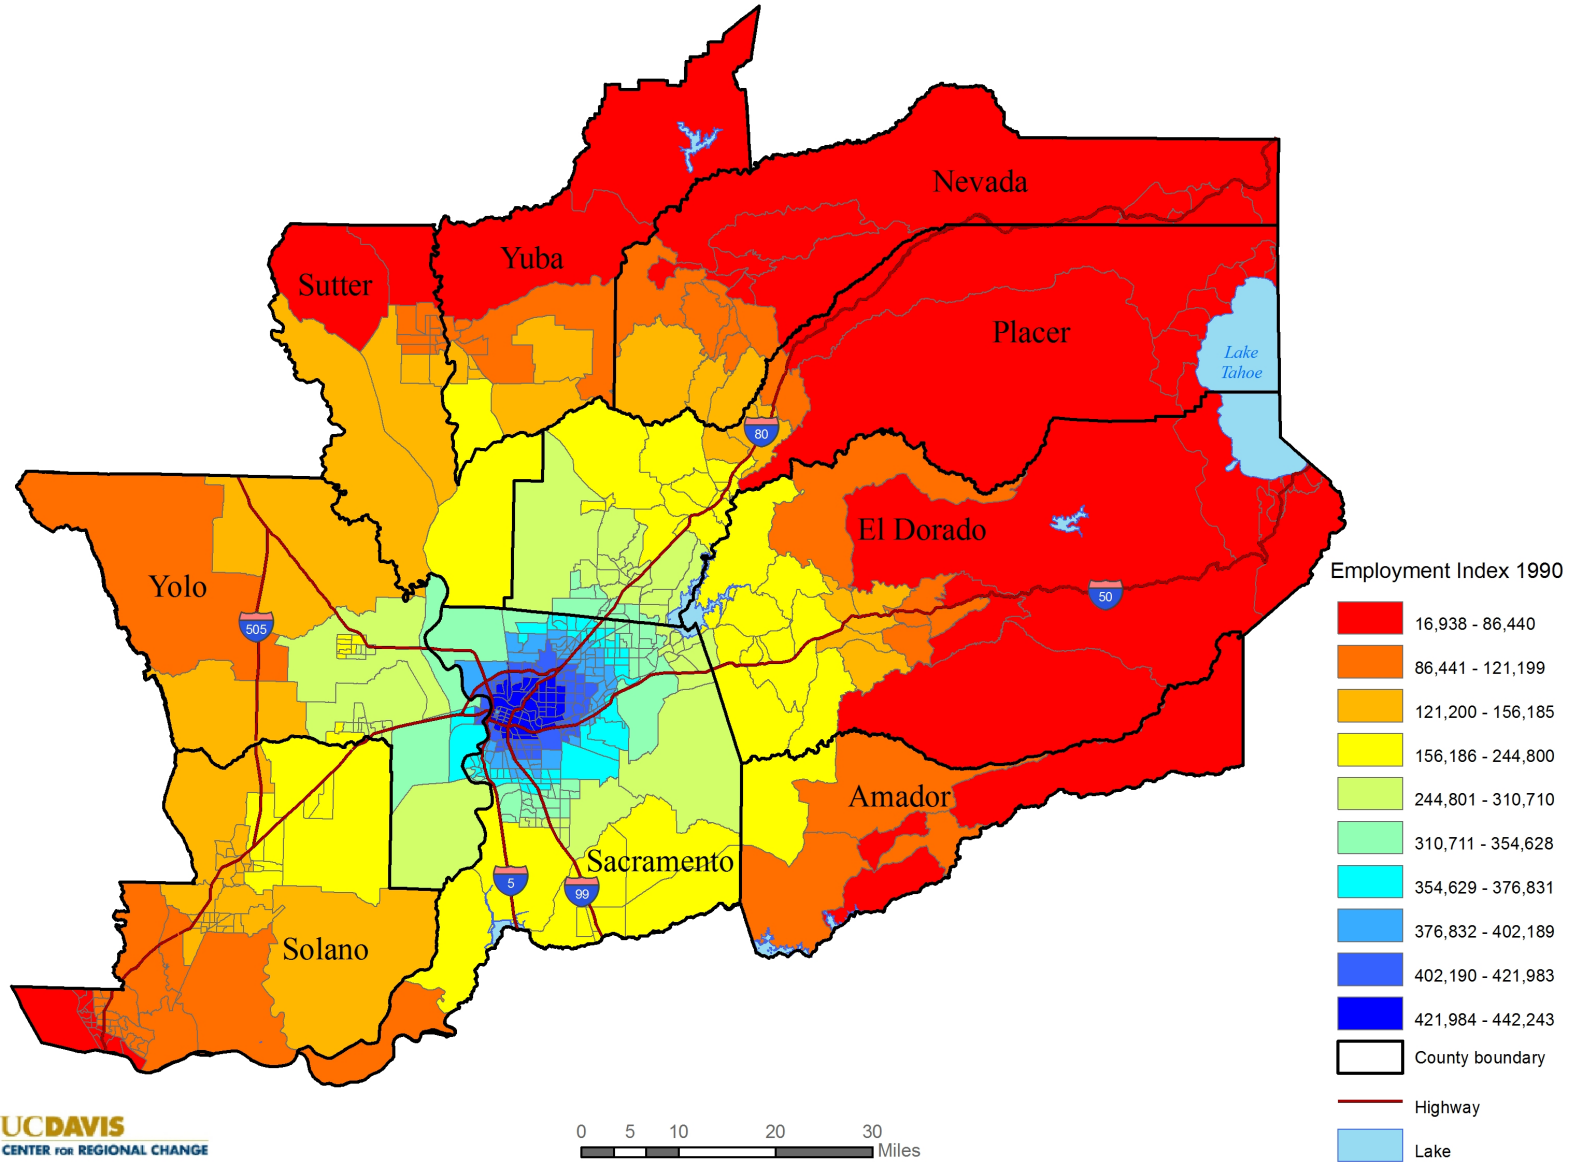 Nevada
Yuba
Sutter
Placer
Lake
Tahoe
80
El Dorado
Yolo
50
505
Amador
Sacramento
5
99
Solano
Employment Index 1990
16,938 - 86,440
86,441 - 121,199
121,200 - 156,185
156,186 - 244,800
244,801 - 310,710
310,711 - 354,628
354,629 - 376,831
376,832 - 402,189
402,190 - 421,983
421,984 - 442,243
County boundary
Highway
Lake
UCDAVIS
CENTER FOR REGIONAL CHANGE
0 5 10 20 30
Miles